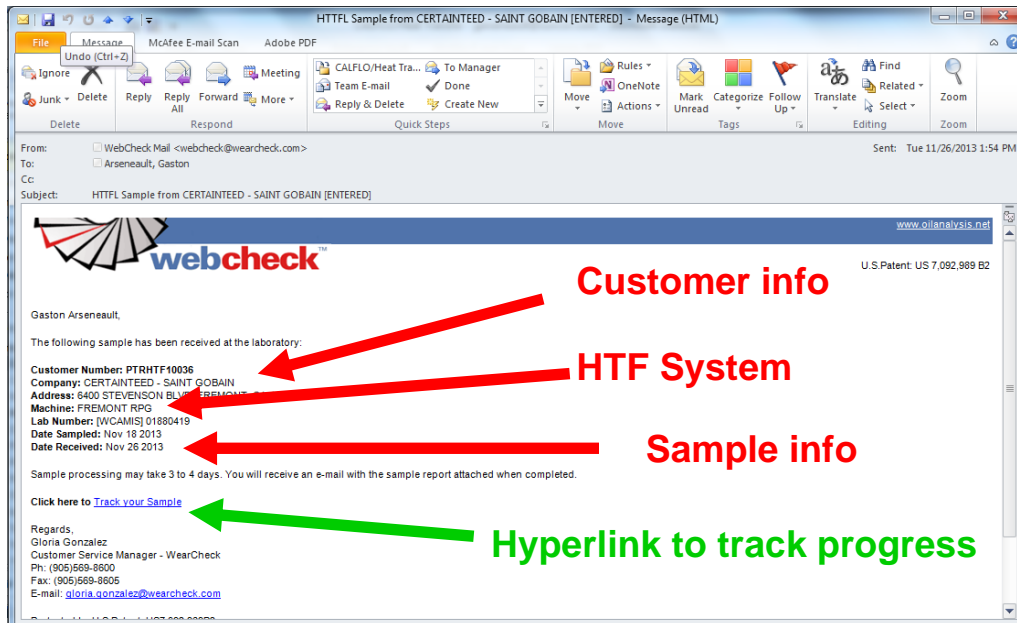 HTTFL Sample from CERTAINTEED - SAINT GOBAIN [ENTERED] - Message (HTML)
File Message McAfee E-mail Scan Adobe PDF
Undo (Ctrl+Z)
Ignore
Junk
Delete
Reply
Reply All
Forward
Meeting
More
CALFLO/Heat Tra...
To Manager
Team E-mail
Done
Reply & Delete
Create New
Move
Rules
OneNote
Actions
Mark Unread
Categorize
Follow Up
Translate
Find
Related
Select
Zoom
Delete Respond Quick Steps Move Tags Editing Zoom
From: WebCheck Mail <webcheck@wearcheck.com> Sent: Tue 11/26/2013 1:54 PM
To: Arseneault, Gaston
Cc:
Subject: HTTFL Sample from CERTAINTEED - SAINT GOBAIN [ENTERED]
www.oilanalysis.net
webcheck™
U.S.Patent: US 7,092,989 B2
Customer info
Gaston Arseneault,
The following sample has been received at the laboratory:
HTF System
Customer Number: PTRHTF10036
Company: CERTAINTEED - SAINT GOBAIN
Address: 6400 STEVENSON
Machine: FREMONT RPG
Lab Number: [WCAMIS] 01880419
Date Sampled: Nov 18 2013
Date Received: Nov 26 2013
Sample info
Sample processing may take 3 to 4 days. You will receive an e-mail with the sample report attached when completed.
Click here to Track your Sample
Hyperlink to track progress
Regards,
Gloria Gonzalez
Customer Service Manager - WearCheck
Ph: (905)569-8600
Fax: (905)569-8605
E-mail: gloria.gonzalez@wearcheck.com